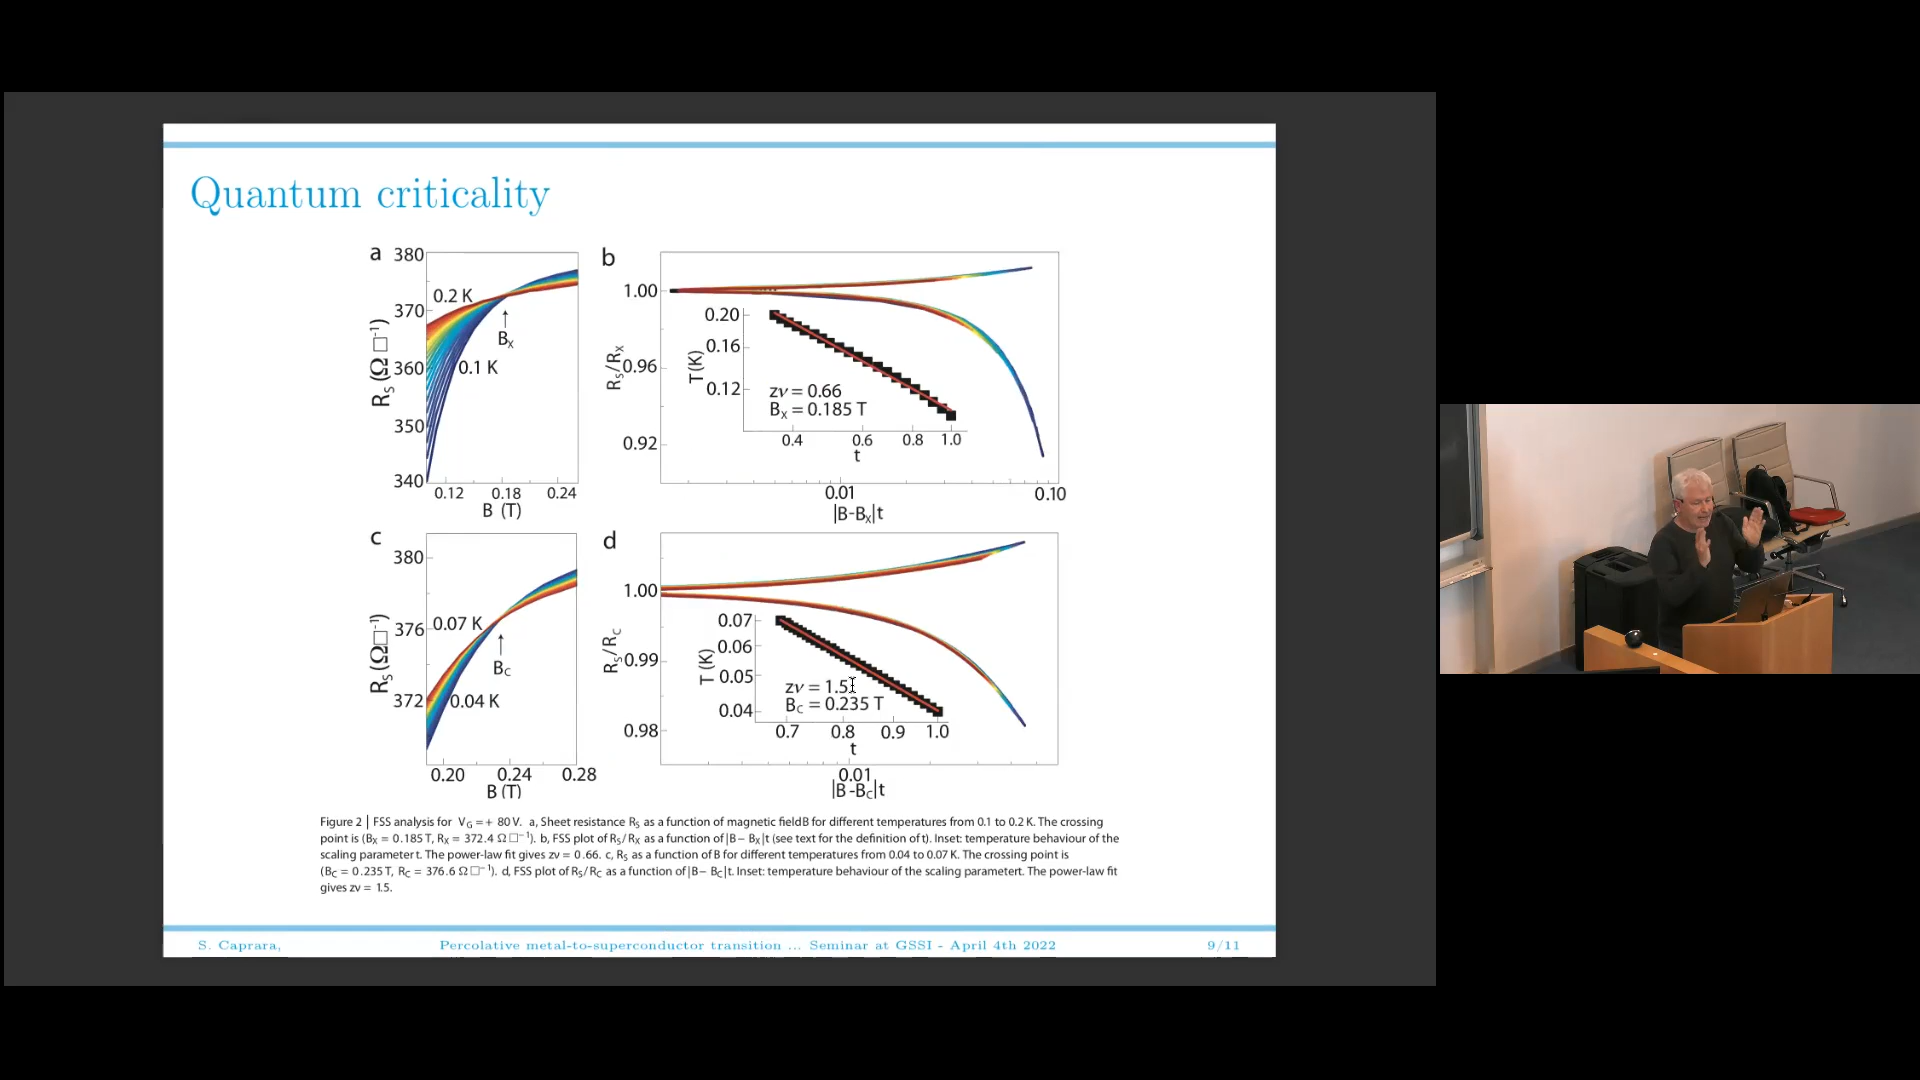 Quantum criticality
a
380
370
360
350
340
R_S (Ω □⁻¹)
0.2 K
B_X
0.1 K
0.12 0.18 0.24
B (T)
b
1.00
0.96
0.92
R_S/R_X
0.20
0.16
0.12
T(K)
zν = 0.66
B_X = 0.185 T
0.4 0.6 0.8 1.0
t
0.01 0.10
|B-B_X|t
c
380
376
372
R_S (Ω□⁻¹)
0.07 K
B_C
0.04 K
0.20 0.24 0.28
B (T)
d
1.00
0.99
0.98
R_S/R_C
0.07
0.06
0.05
0.04
T (K)
zν = 1.5
B_C = 0.235 T
0.7 0.8 0.9 1.0
t
0.01
|B-B_C|t
Figure 2 | FSS analysis for V_G = + 80 V. a, Sheet resistance R_S as a function of magnetic field B for different temperatures from 0.1 to 0.2 K. The crossing
point is (B_X = 0.185 T, R_X = 372.4 Ω □⁻¹). b, FSS plot of R_S/R_X as a function of |B − B_X|t (see text for the definition of t). Inset: temperature behaviour of the
scaling parameter t. The power-law fit gives zν = 0.66. c, R_S as a function of B for different temperatures from 0.04 to 0.07 K. The crossing point is
(B_C = 0.235 T, R_C = 376.6 Ω □⁻¹). d, FSS plot of R_S/R_C as a function of |B − B_C|t. Inset: temperature behaviour of the scaling parameter t. The power-law fit
gives zν = 1.5.
S. Caprara,
Percolative metal-to-superconductor transition ... Seminar at GSSI - April 4th 2022
9/11